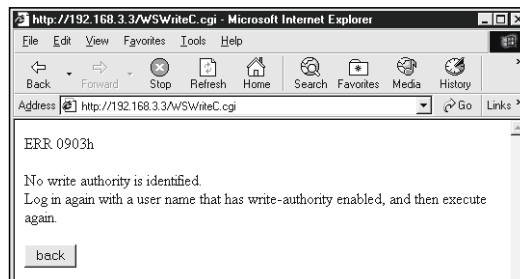 http://192.168.3.3/WSWriteC.cgi - Microsoft Internet Explorer
File Edit View Favorites Tools Help
Back Forward Stop Refresh Home Search Favorites Media History
Address http://192.168.3.3/WSWriteC.cgi Go Links
ERR 0903h
No write authority is identified.
Log in again with a user name that has write-authority enabled, and then execute
again.
back